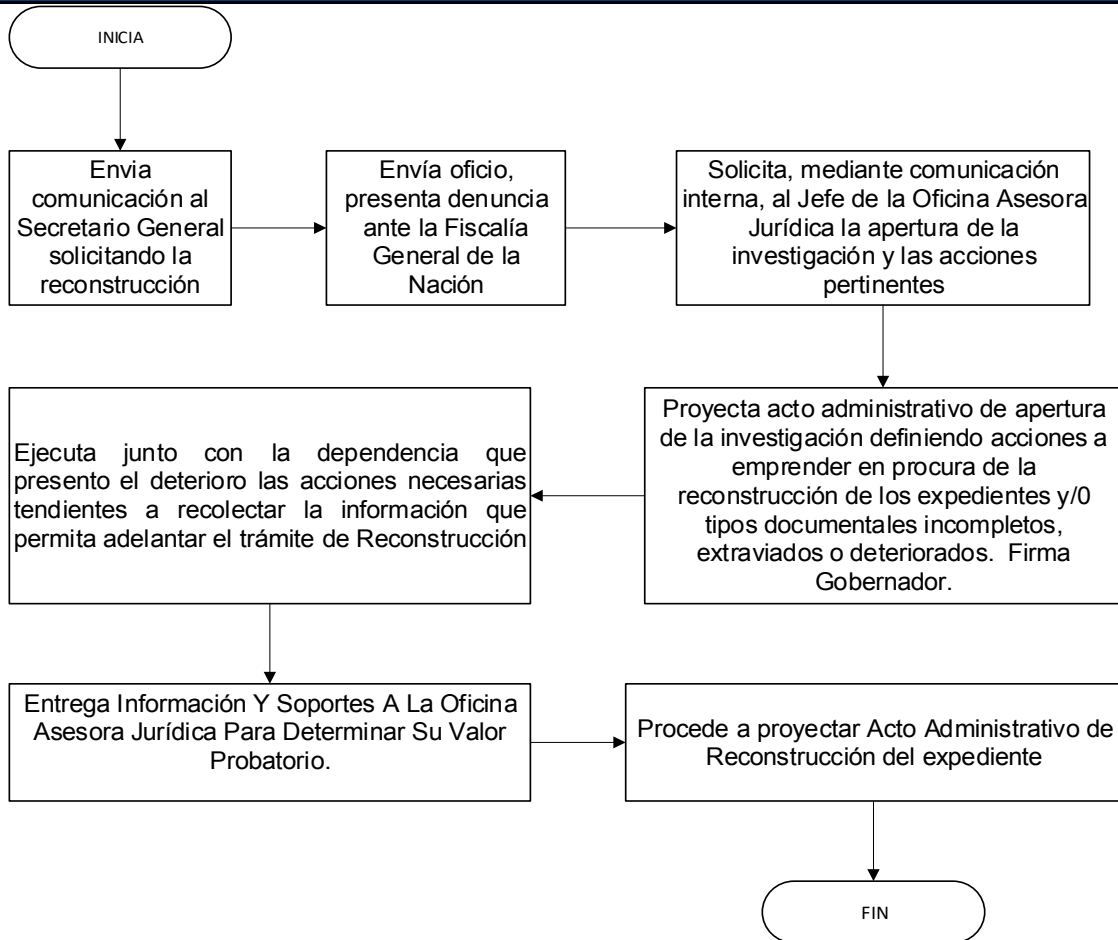 INICIA
Envia
comunicación al
Secretario General
solicitando la
reconstrucción
Envía oficio,
presenta denuncia
ante la Fiscalía
General de la
Nación
Solicita, mediante comunicación
interna, al Jefe de la Oficina Asesora
Jurídica la apertura de la
investigación y las acciones
pertinentes
Proyecta acto administrativo de apertura
de la investigación definiendo acciones a
emprender en procura de la
reconstrucción de los expedientes y/0
tipos documentales incompletos,
extraviados o deteriorados.  Firma
Gobernador.
Ejecuta junto con la dependencia que
presento el deterioro las acciones necesarias
tendientes a recolectar la información que
permita adelantar el trámite de Reconstrucción
Entrega Información Y Soportes A La Oficina
Asesora Jurídica Para Determinar Su Valor
Probatorio.
Procede a proyectar Acto Administrativo de
Reconstrucción del expediente
FIN